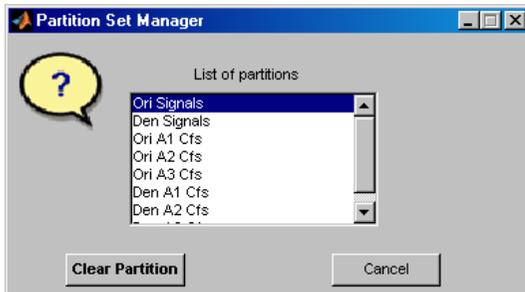 Partition Set Manager
?
List of partitions
Ori Signals
Den Signals
Ori A1 Cfs
Ori A2 Cfs
Ori A3 Cfs
Den A1 Cfs
Den A2 Cfs
Clear Partition
Cancel